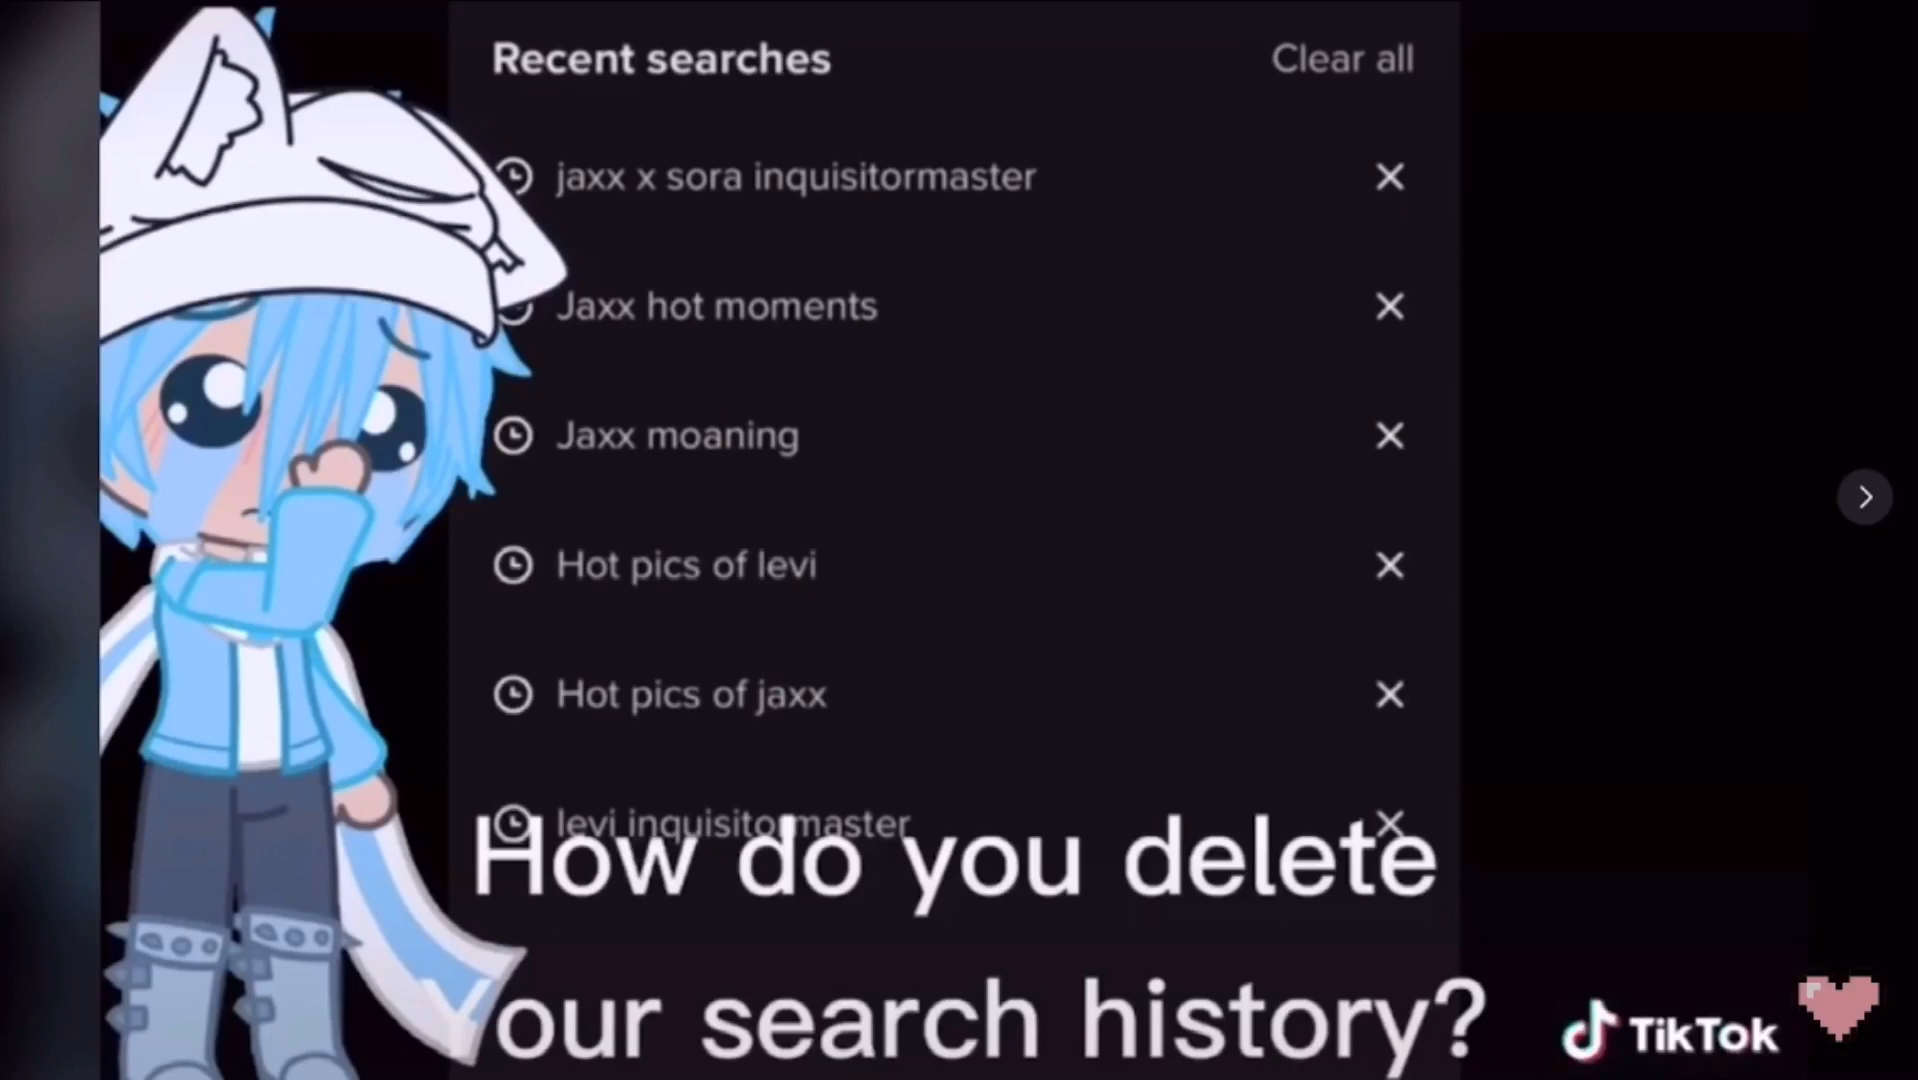 Recent searches
Clear all
jaxx x sora inquisitormaster
Jaxx hot moments
Jaxx moaning
Hot pics of levi
Hot pics of jaxx
levi inquisitormaster
How do you delete
Your search history?
TikTok